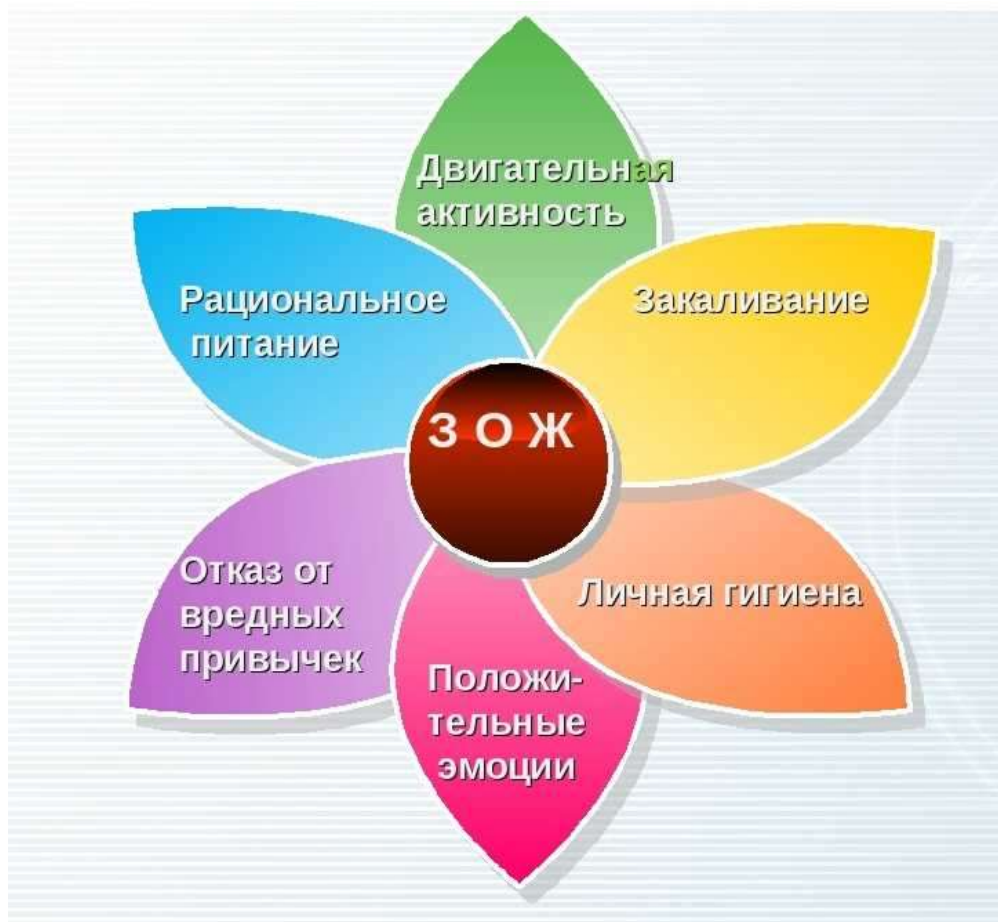 Двигательная
активность
Рациональное
питание
Закаливание
З О Ж
Отказ от
вредных
привычек
Личная гигиена
Положи-
тельные
эмоции